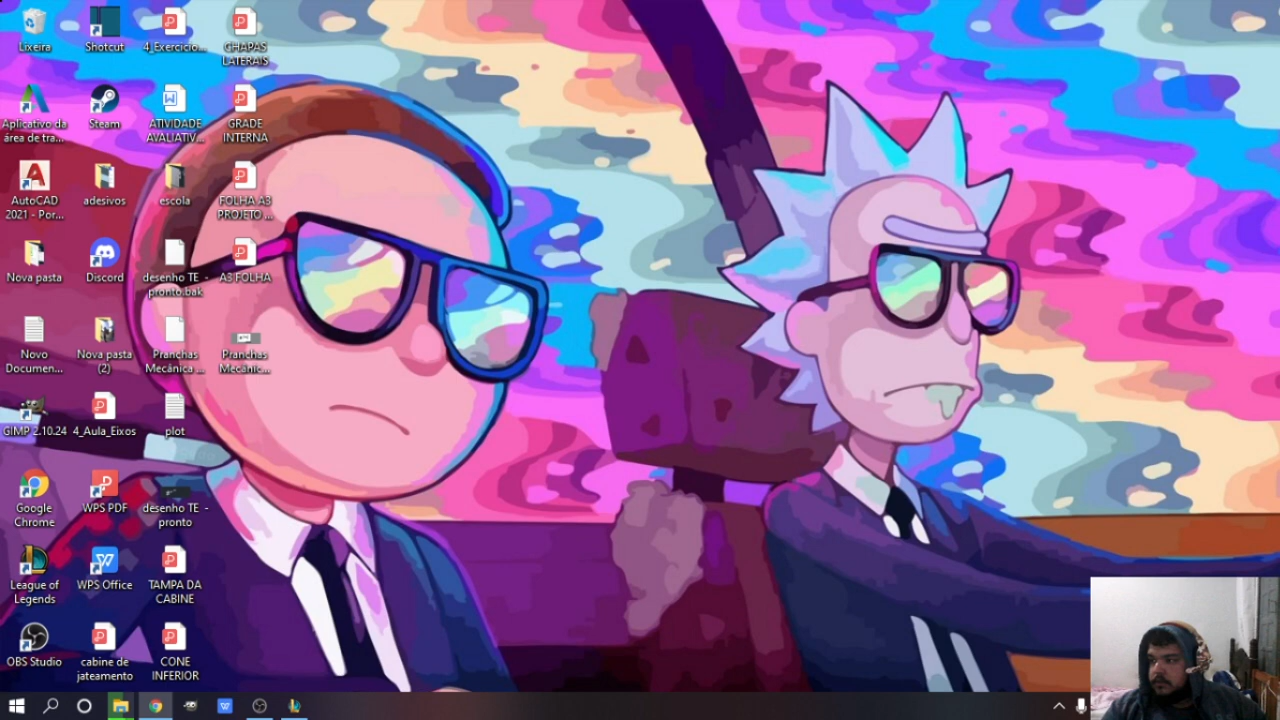 Lixeira
Shotcut
4_Exercício...
CHAPAS
LATERAIS
Aplicativo da
área de tra...
Steam
ATIVIDADE
AVALIATIV...
GRADE
INTERNA
AutoCAD
2021 - Por...
adesivos
escola
FOLHA A3
PROJETO ...
Nova pasta
Discord
desenho TE -
pronto.bak
A3 FOLHA
Novo
Documen...
Nova pasta
(2)
Pranchas
Mecânica ...
Pranchas
Mecânic...
GIMP 2.10.24
4_Aula_Eixos
plot
Google
Chrome
WPS PDF
desenho TE -
pronto
League of
Legends
WPS Office
TAMPA DA
CABINE
OBS Studio
cabine de
jateamento
CONE
INFERIOR